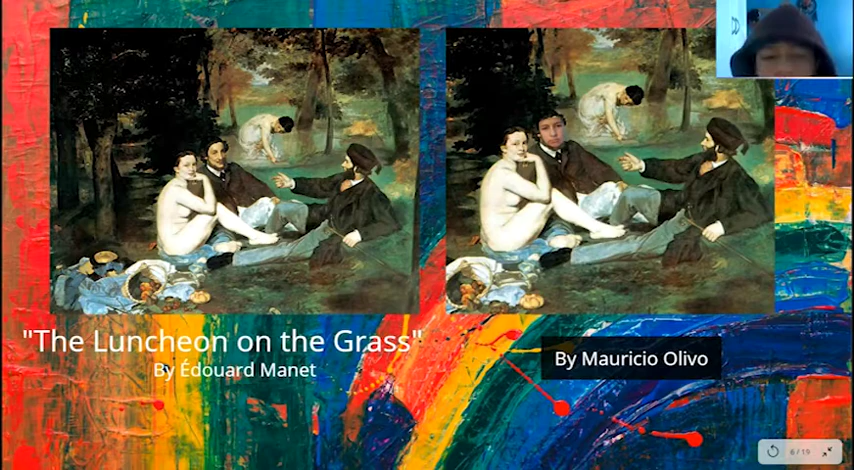 "The Luncheon on the Grass"
By Édouard Manet
By Mauricio Olivo
6 / 19